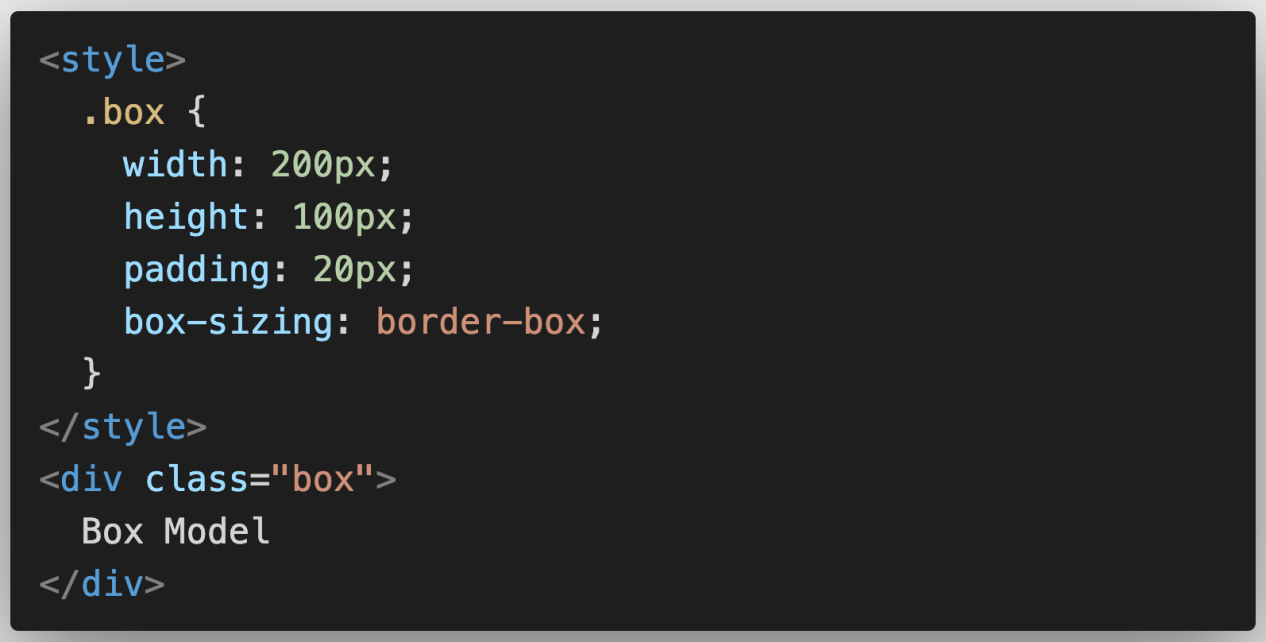 <style>
  .box {
    width: 200px;
    height: 100px;
    padding: 20px;
    box-sizing: border-box;
  }
</style>
<div class="box">
  Box Model
</div>